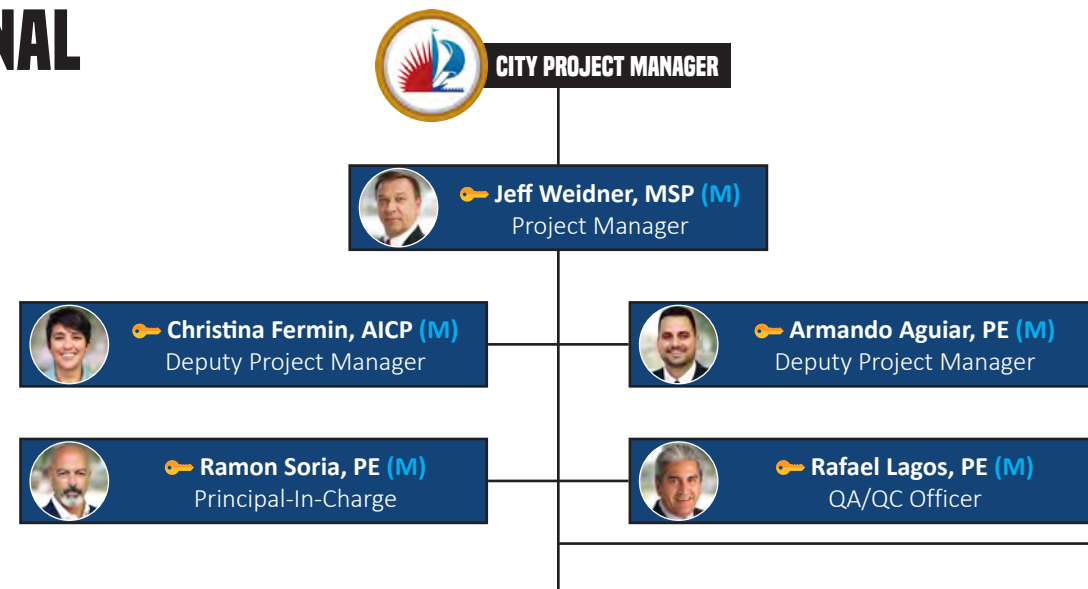 NAL
CITY PROJECT MANAGER
Jeff Weidner, MSP (M)
Project Manager
Christina Fermin, AICP (M)
Deputy Project Manager
Armando Aguiar, PE (M)
Deputy Project Manager
Ramon Soria, PE (M)
Principal-In-Charge
Rafael Lagos, PE (M)
QA/QC Officer